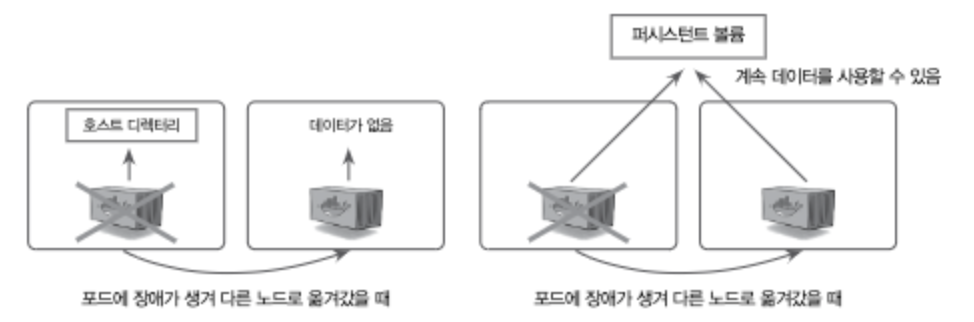 퍼시스턴트 볼륨
계속 데이터를 사용할 수 있음
호스트 디렉터리
데이터가 없음
포드에 장애가 생겨 다른 노드로 옮겨갔을 때
포드에 장애가 생겨 다른 노드로 옮겨갔을 때